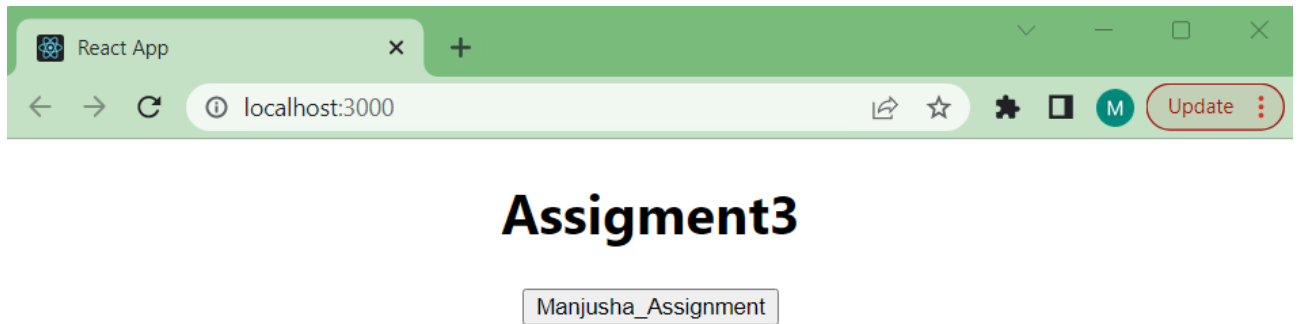 React App
localhost:3000
M
Update
Assigment3
Manjusha_Assignment